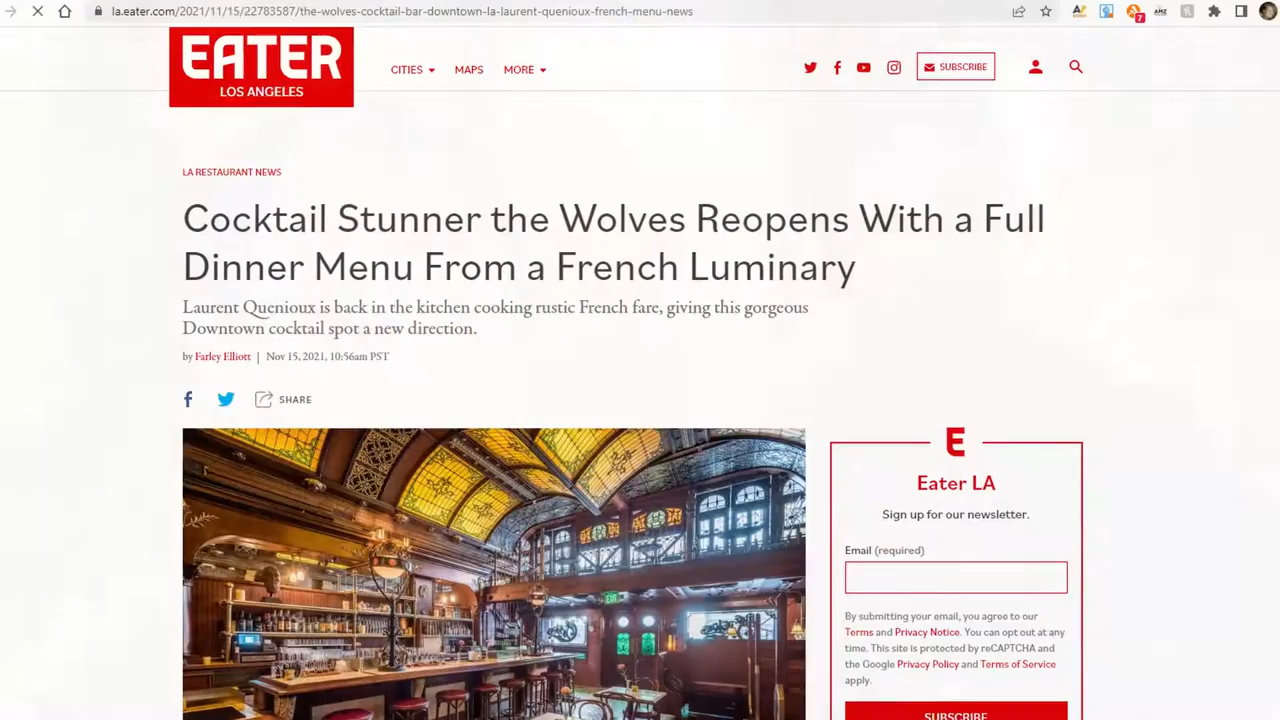 la.eater.com/2021/11/15/22783587/the-wolves-cocktail-bar-downtown-la-laurent-quenioux-french-menu-news
7
AMZ
EATER
LOS ANGELES
CITIES
MAPS
MORE
SUBSCRIBE
LA RESTAURANT NEWS
Cocktail Stunner the Wolves Reopens With a Full
Dinner Menu From a French Luminary
Laurent Quenioux is back in the kitchen cooking rustic French fare, giving this gorgeous
Downtown cocktail spot a new direction.
by Farley Elliott | Nov 15, 2021, 10:56am PST
SHARE
EXIT
E
Eater LA
Sign up for our newsletter.
Email (required)
By submitting your email, you agree to our
Terms and Privacy Notice. You can opt out at any
time. This site is protected by reCAPTCHA and
the Google Privacy Policy and Terms of Service
apply.
SUBSCRIBE